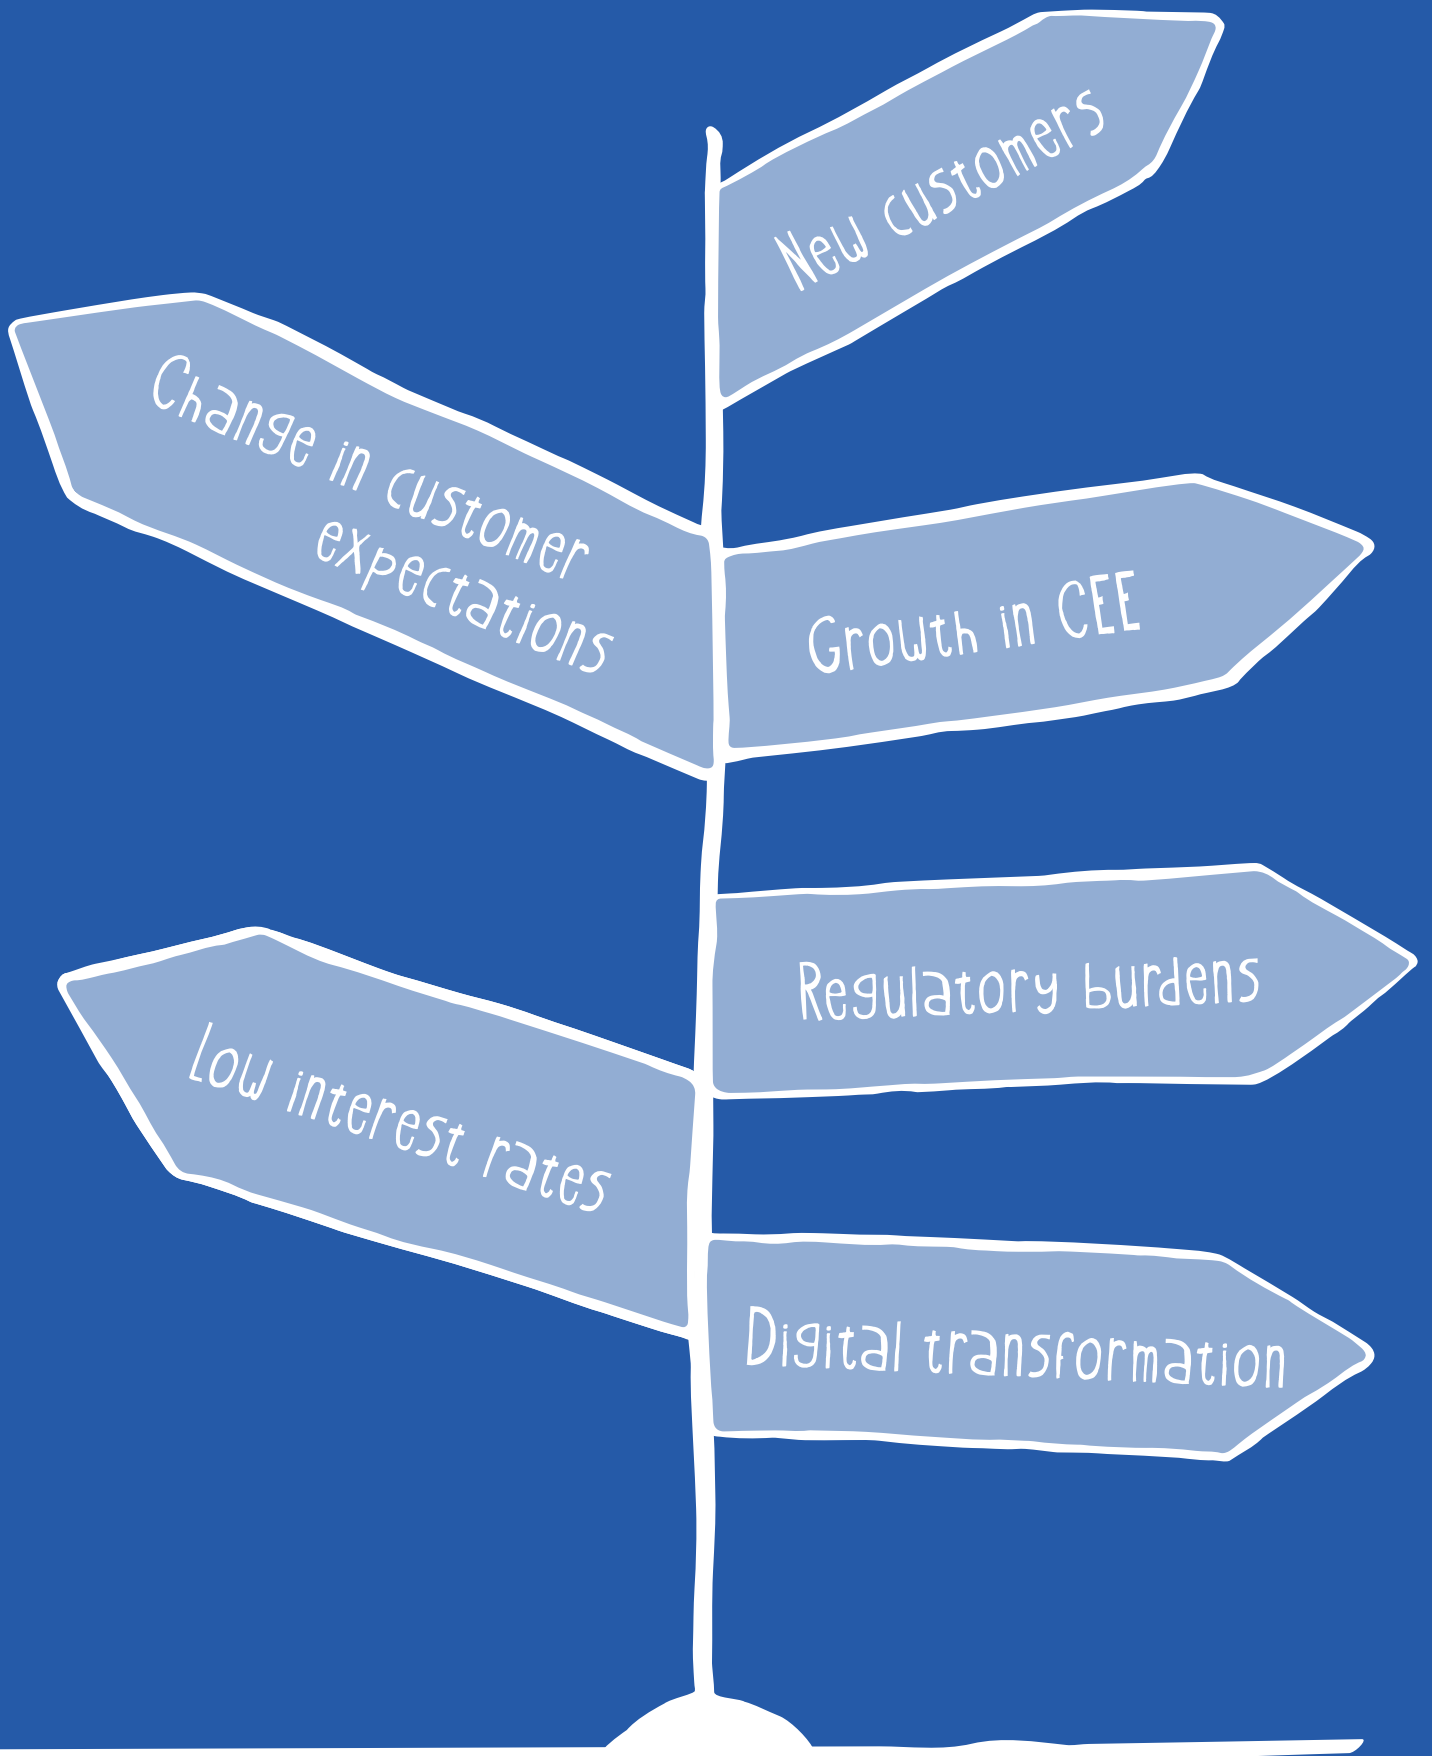 New customers
Change in customer
expectations
Growth in CEE
Regulatory burdens
Low interest rates
Digital transformation